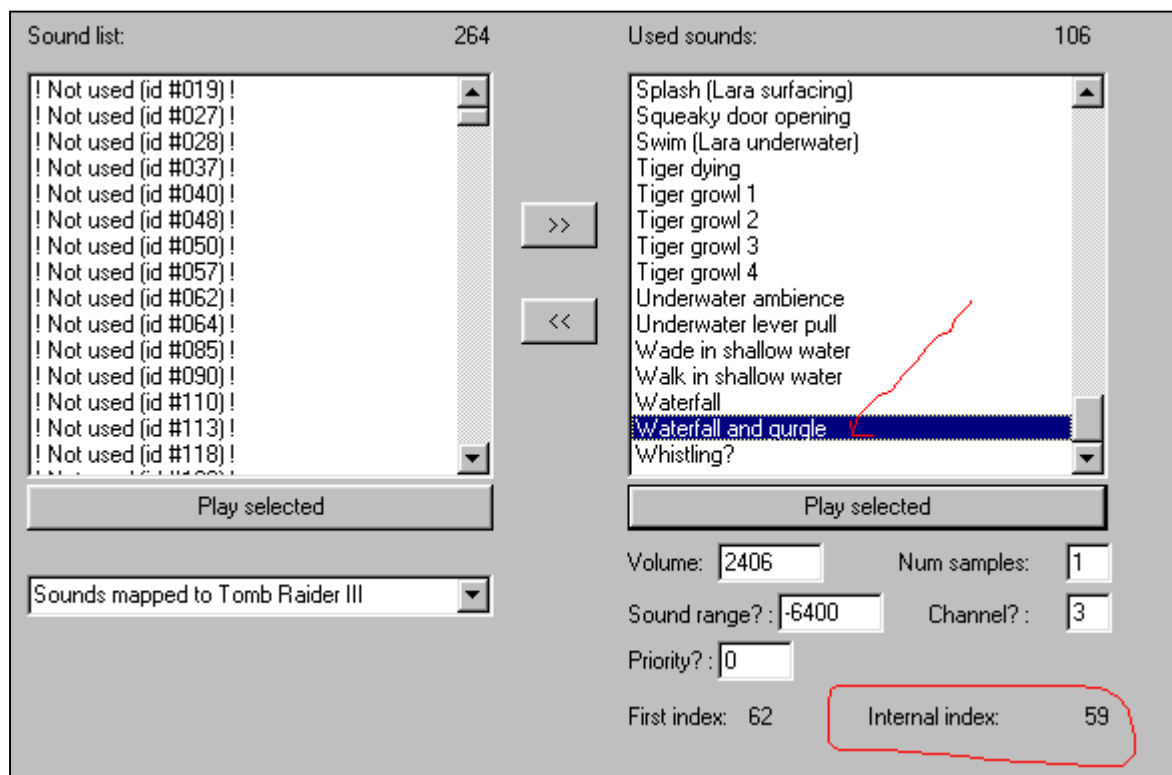 Sound list: 264
! Not used (id #019) !
! Not used (id #027) !
! Not used (id #028) !
! Not used (id #037) !
! Not used (id #040) !
! Not used (id #048) !
! Not used (id #050) !
! Not used (id #057) !
! Not used (id #062) !
! Not used (id #064) !
! Not used (id #085) !
! Not used (id #090) !
! Not used (id #110) !
! Not used (id #113) !
! Not used (id #118) !
Play selected
Sounds mapped to Tomb Raider III
>>
<<
Used sounds: 106
Splash (Lara surfacing)
Squeaky door opening
Swim (Lara underwater)
Tiger dying
Tiger growl 1
Tiger growl 2
Tiger growl 3
Tiger growl 4
Underwater ambience
Underwater lever pull
Wade in shallow water
Walk in shallow water
Waterfall
Waterfall and gurgle
Whistling?
Play selected
Volume: 2406 Num samples: 1
Sound range? : -6400 Channel? : 3
Priority? : 0
First index: 62 Internal index: 59